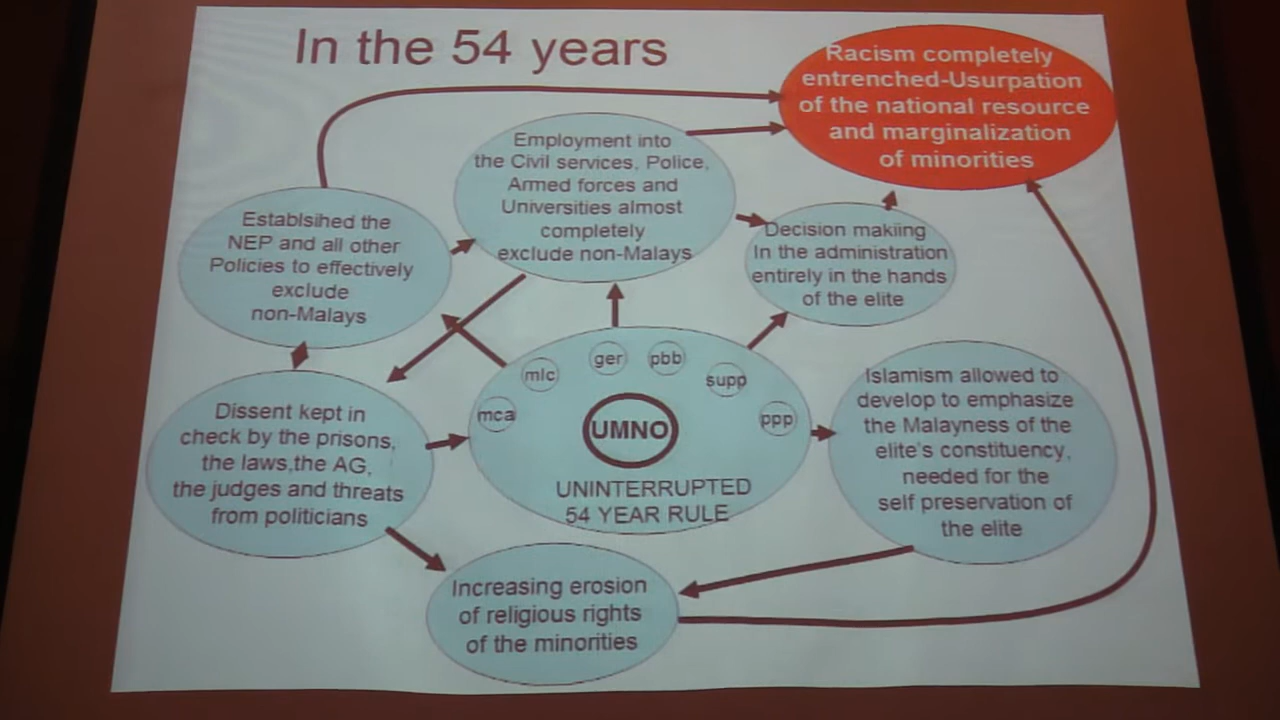 In the 54 years
Racism completely
entrenched-Usurpation
of the national resource
and marginalization
of minorities
Employment into
the Civil services, Police,
Armed forces and
Universities almost
completely
exclude non-Malays
Establsihed the
NEP and all other
Policies to effectively
exclude
non-Malays
Decision makiing
In the administration
entirely in the hands
of the elite
mca
mlc
ger
pbb
supp
ppp
UMNO
UNINTERRUPTED
54 YEAR RULE
Dissent kept in
check by the prisons,
the laws,the AG,
the judges and threats
from politicians
Islamism allowed to
develop to emphasize
the Malayness of the
elite's constituency,
needed for the
self preservation of
the elite
Increasing erosion
of religious rights
of the minorities